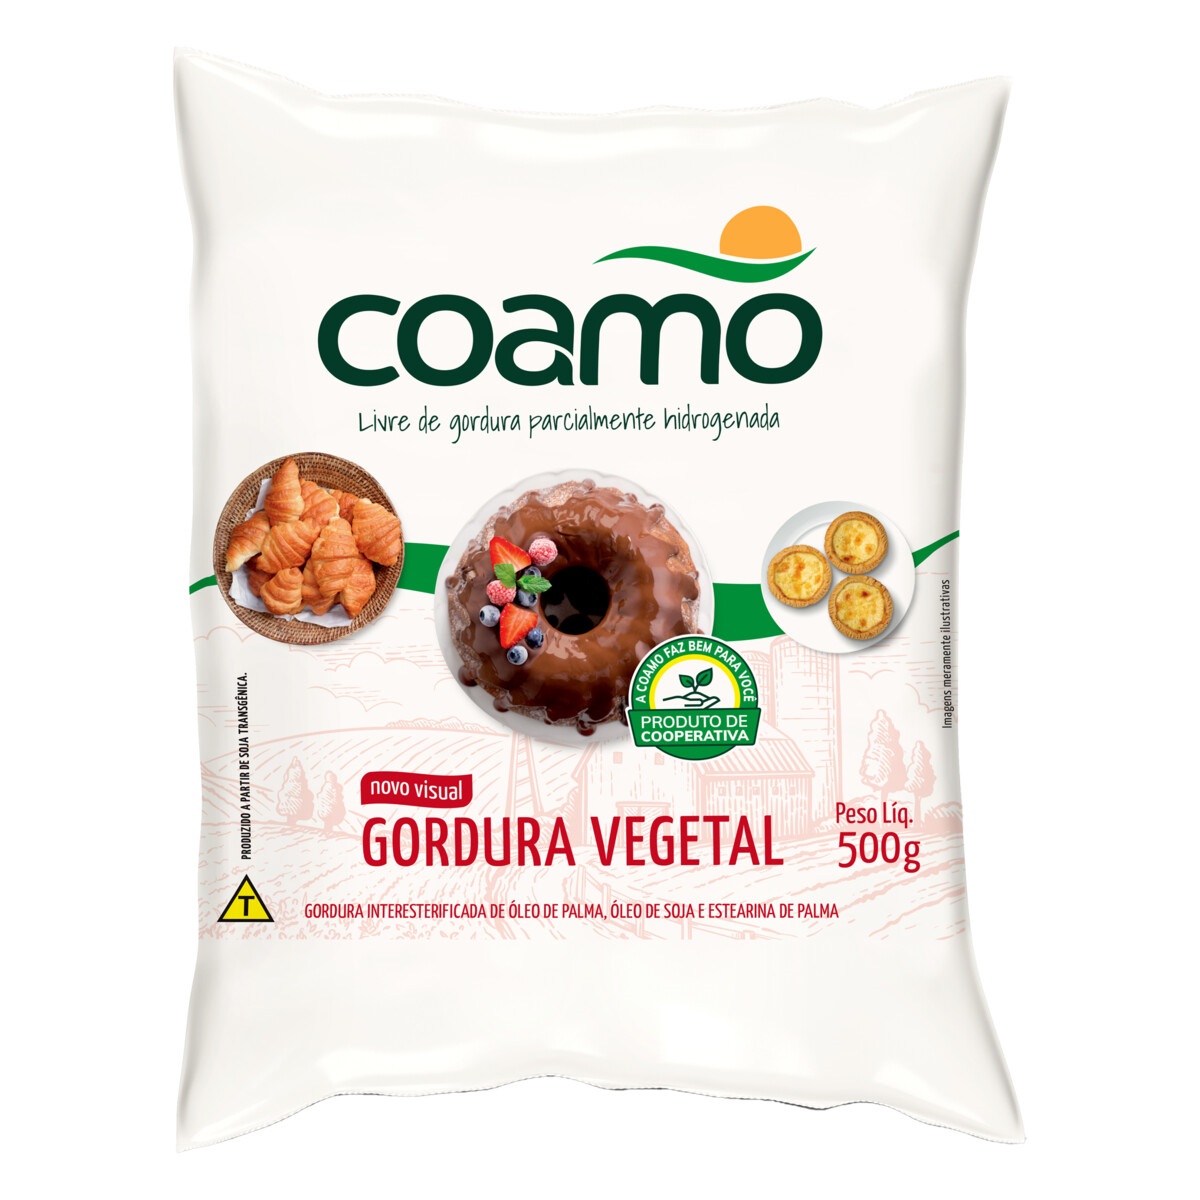 coamo
Livre de gordura parcialmente hidrogenada
A COAMO FAZ BEM PARA VOCÊ
PRODUTO DE
COOPERATIVA
Imagens meramente ilustrativas
PRODUZIDO A PARTIR DE SOJA TRANSGÊNICA.
T
novo visual
GORDURA VEGETAL
Peso Líq.
500g
GORDURA INTERESTERIFICADA DE ÓLEO DE PALMA, ÓLEO DE SOJA E ESTEARINA DE PALMA